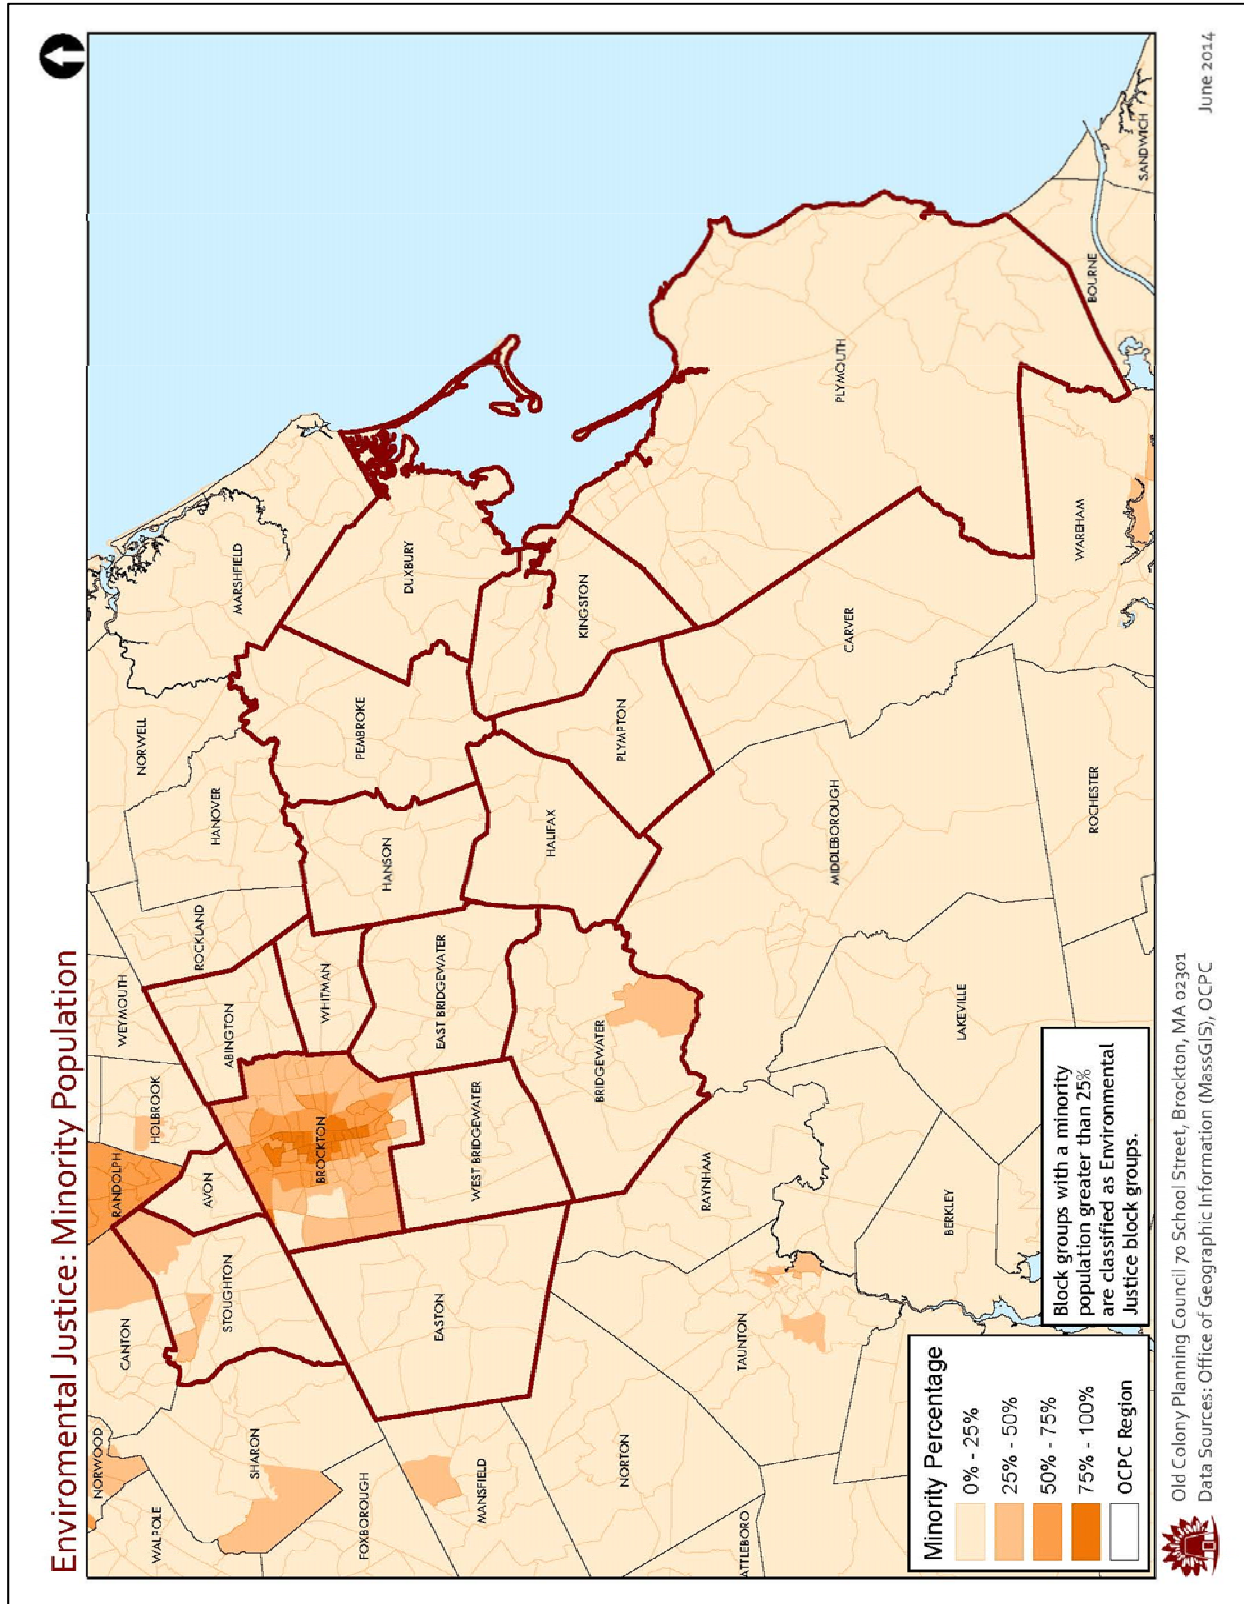 Enviromental Justice: Minority Population
WEYMOUTH
HOLBROOK
RANDOLPH
CANTON
NORWOOD
WALPOLE
NORWELL
HANOVER
ROCKLAND
ABINGTON
AVON
STOUGHTON
SHARON
MARSHFIELD
WHITMAN
BROCKTON
FOXBOROUGH
PEMBROKE
HANSON
DUXBURY
EAST BRIDGEWATER
WEST BRIDGEWATER
EASTON
MANSFIELD
HALIFAX
KINGSTON
BRIDGEWATER
PLYMPTON
NORTON
RAYNHAM
TAUNTON
ATTLEBORO
PLYMOUTH
CARVER
MIDDLEBOROUGH
LAKEVILLE
BERKLEY
WAREHAM
ROCHESTER
BOURNE
SANDWICH
Minority Percentage
0% - 25%
25% - 50%
50% - 75%
75% - 100%
OCPC Region
Block groups with a minority
population greater than 25%
are classified as Environmental
Justice block groups.
Old Colony Planning Council 70 School Street, Brockton, MA 02301
Data Sources: Office of Geographic Information (MassGIS), OCPC
June 2014